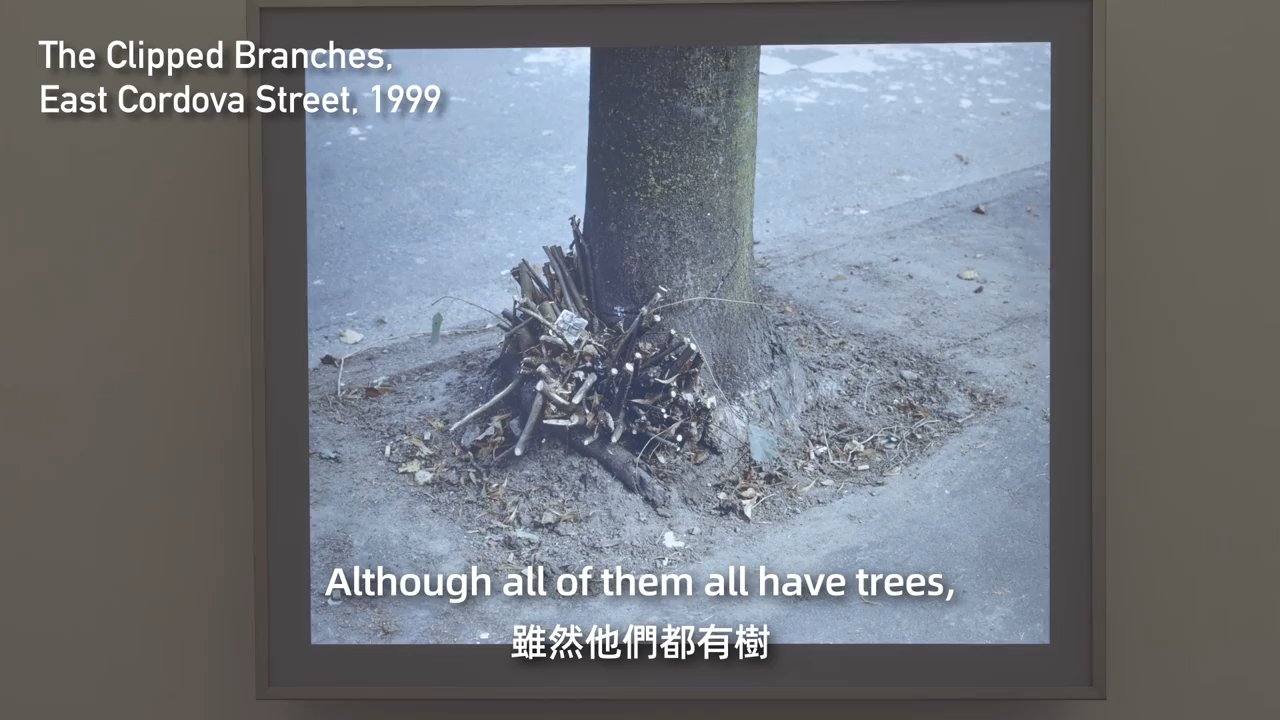 The Clipped Branches,
East Cordova Street, 1999
Although all of them all have trees,
雖然他們都有樹